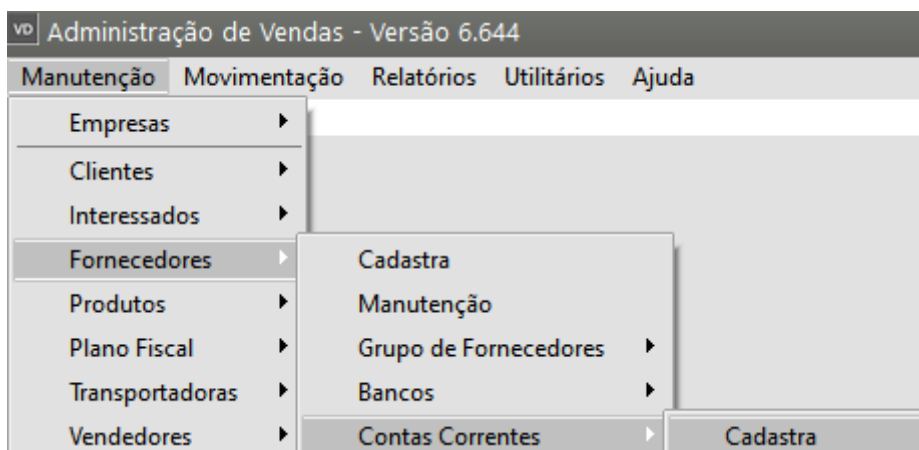 VD Administração de Vendas - Versão 6.644
Manutenção Movimentação Relatórios Utilitários Ajuda
Empresas
Clientes
Interessados
Fornecedores
Cadastra
Produtos
Manutenção
Plano Fiscal
Grupo de Fornecedores
Transportadoras
Bancos
Vendedores
Contas Correntes
Cadastra